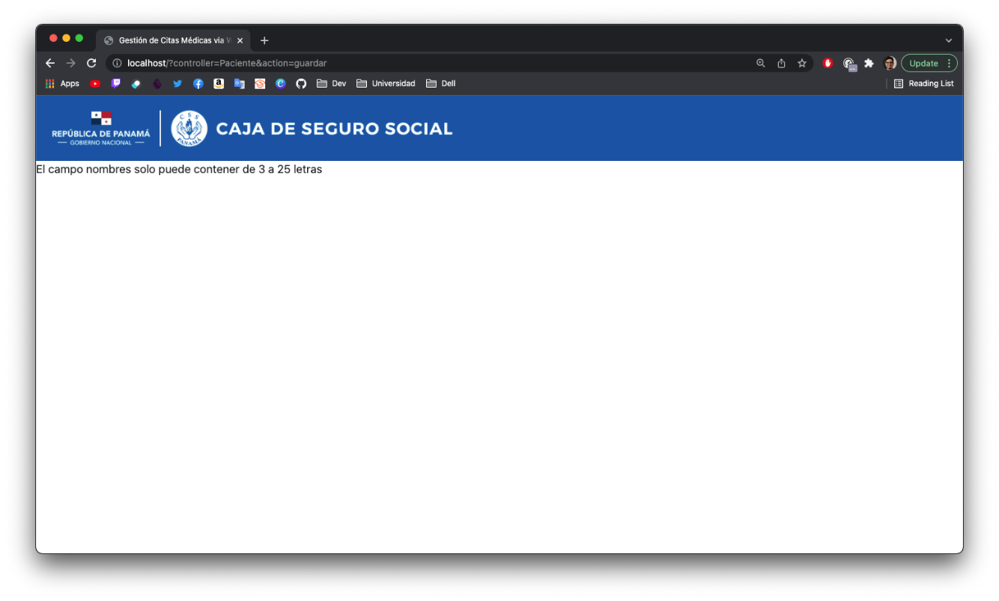 Gestión de Citas Médicas via
localhost/?controller=Paciente&action=guardar
Update
Apps
Dev
Universidad
Dell
Reading List
REPÚBLICA DE PANAMÁ
GOBIERNO NACIONAL
CSS
PANAMÁ
CAJA DE SEGURO SOCIAL
El campo nombres solo puede contener de 3 a 25 letras